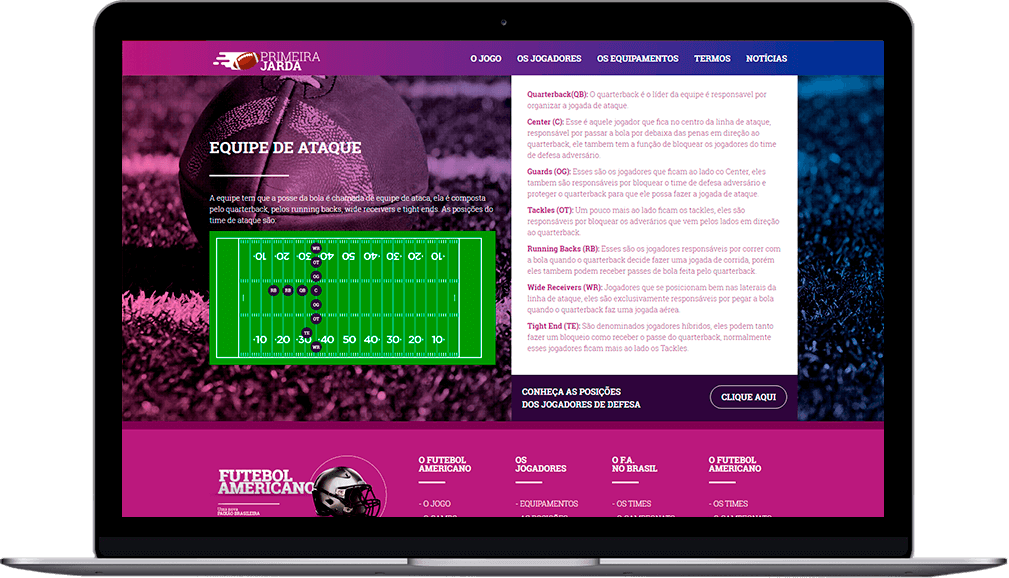 PRIMEIRA
JARDA
O JOGO OS JOGADORES OS EQUIPAMENTOS TERMOS NOTÍCIAS
EQUIPE DE ATAQUE
A equipe tem que a posse da bola é chamada de equipe de ataca, ela é composta
pelo quarterback, pelos running backs, wide receivers e tight ends. As posições do
time de ataque são:
·10 ·20 ·30 ·40 50 40· 30· 20· 10·
WR
OT
OG
RB RB QB C
OG
OT
TE
WR
·10 ·20 ·30 ·40 50 40· 30· 20· 10·
Quarterback(QB): O quarterback é o líder da equipe é responsavel por
organizar a jogada de ataque.
Center (C): Esse é aquele jogador que fica no centro da linha de ataque,
responsável por passar a bola por debaixa das penas em direção ao
quarterback, ele tambem tem a função de bloquear os jogadores do time
de defesa adversário.
Guards (OG): Esses são os jogadores que ficam ao lado co Center, eles
tambem são responsáveis por bloquear o time de defesa adversário e
proteger o quarterback para que ele possa fazer a jogada de ataque.
Tackles (OT): Um pouco mais ao lado ficam os tackles, eles são
responsáveis por bloquear os adverários que vem pelos lados em direção
ao quarterback.
Running Backs (RB): Esses são os jogadores responsáveis por correr com
a bola quando o quarterback decide fazer uma jogada de corrida, porém
eles tambem podem receber passes de bola feita pelo quarterback.
Wide Receivers (WR): Jogadores que se posicionam bem nas laterais da
linha de ataque, eles são exclusivamente responsáveis por pegar a bola
quando o quarterback faz uma jogada aérea.
Tight End (TE): São denominados jogadores híbridos, eles podem tanto
fazer um bloqueio como receber o passe do quarterback, normalmente
esses jogadores ficam mais ao lado os Tackles.
CONHEÇA AS POSIÇÕES
DOS JOGADORES DE DEFESA
CLIQUE AQUI
FUTEBOL
AMERICANO
Uma nova
PAIXÃO BRASILEIRA
O FUTEBOL
AMERICANO
- O JOGO
- O CAMPO
OS
JOGADORES
- EQUIPAMENTOS
- AS POSIÇÕES
O F.A.
NO BRASIL
- OS TIMES
- O CAMPEONATO
O FUTEBOL
AMERICANO
- OS TIMES
- O CAMPEONATO